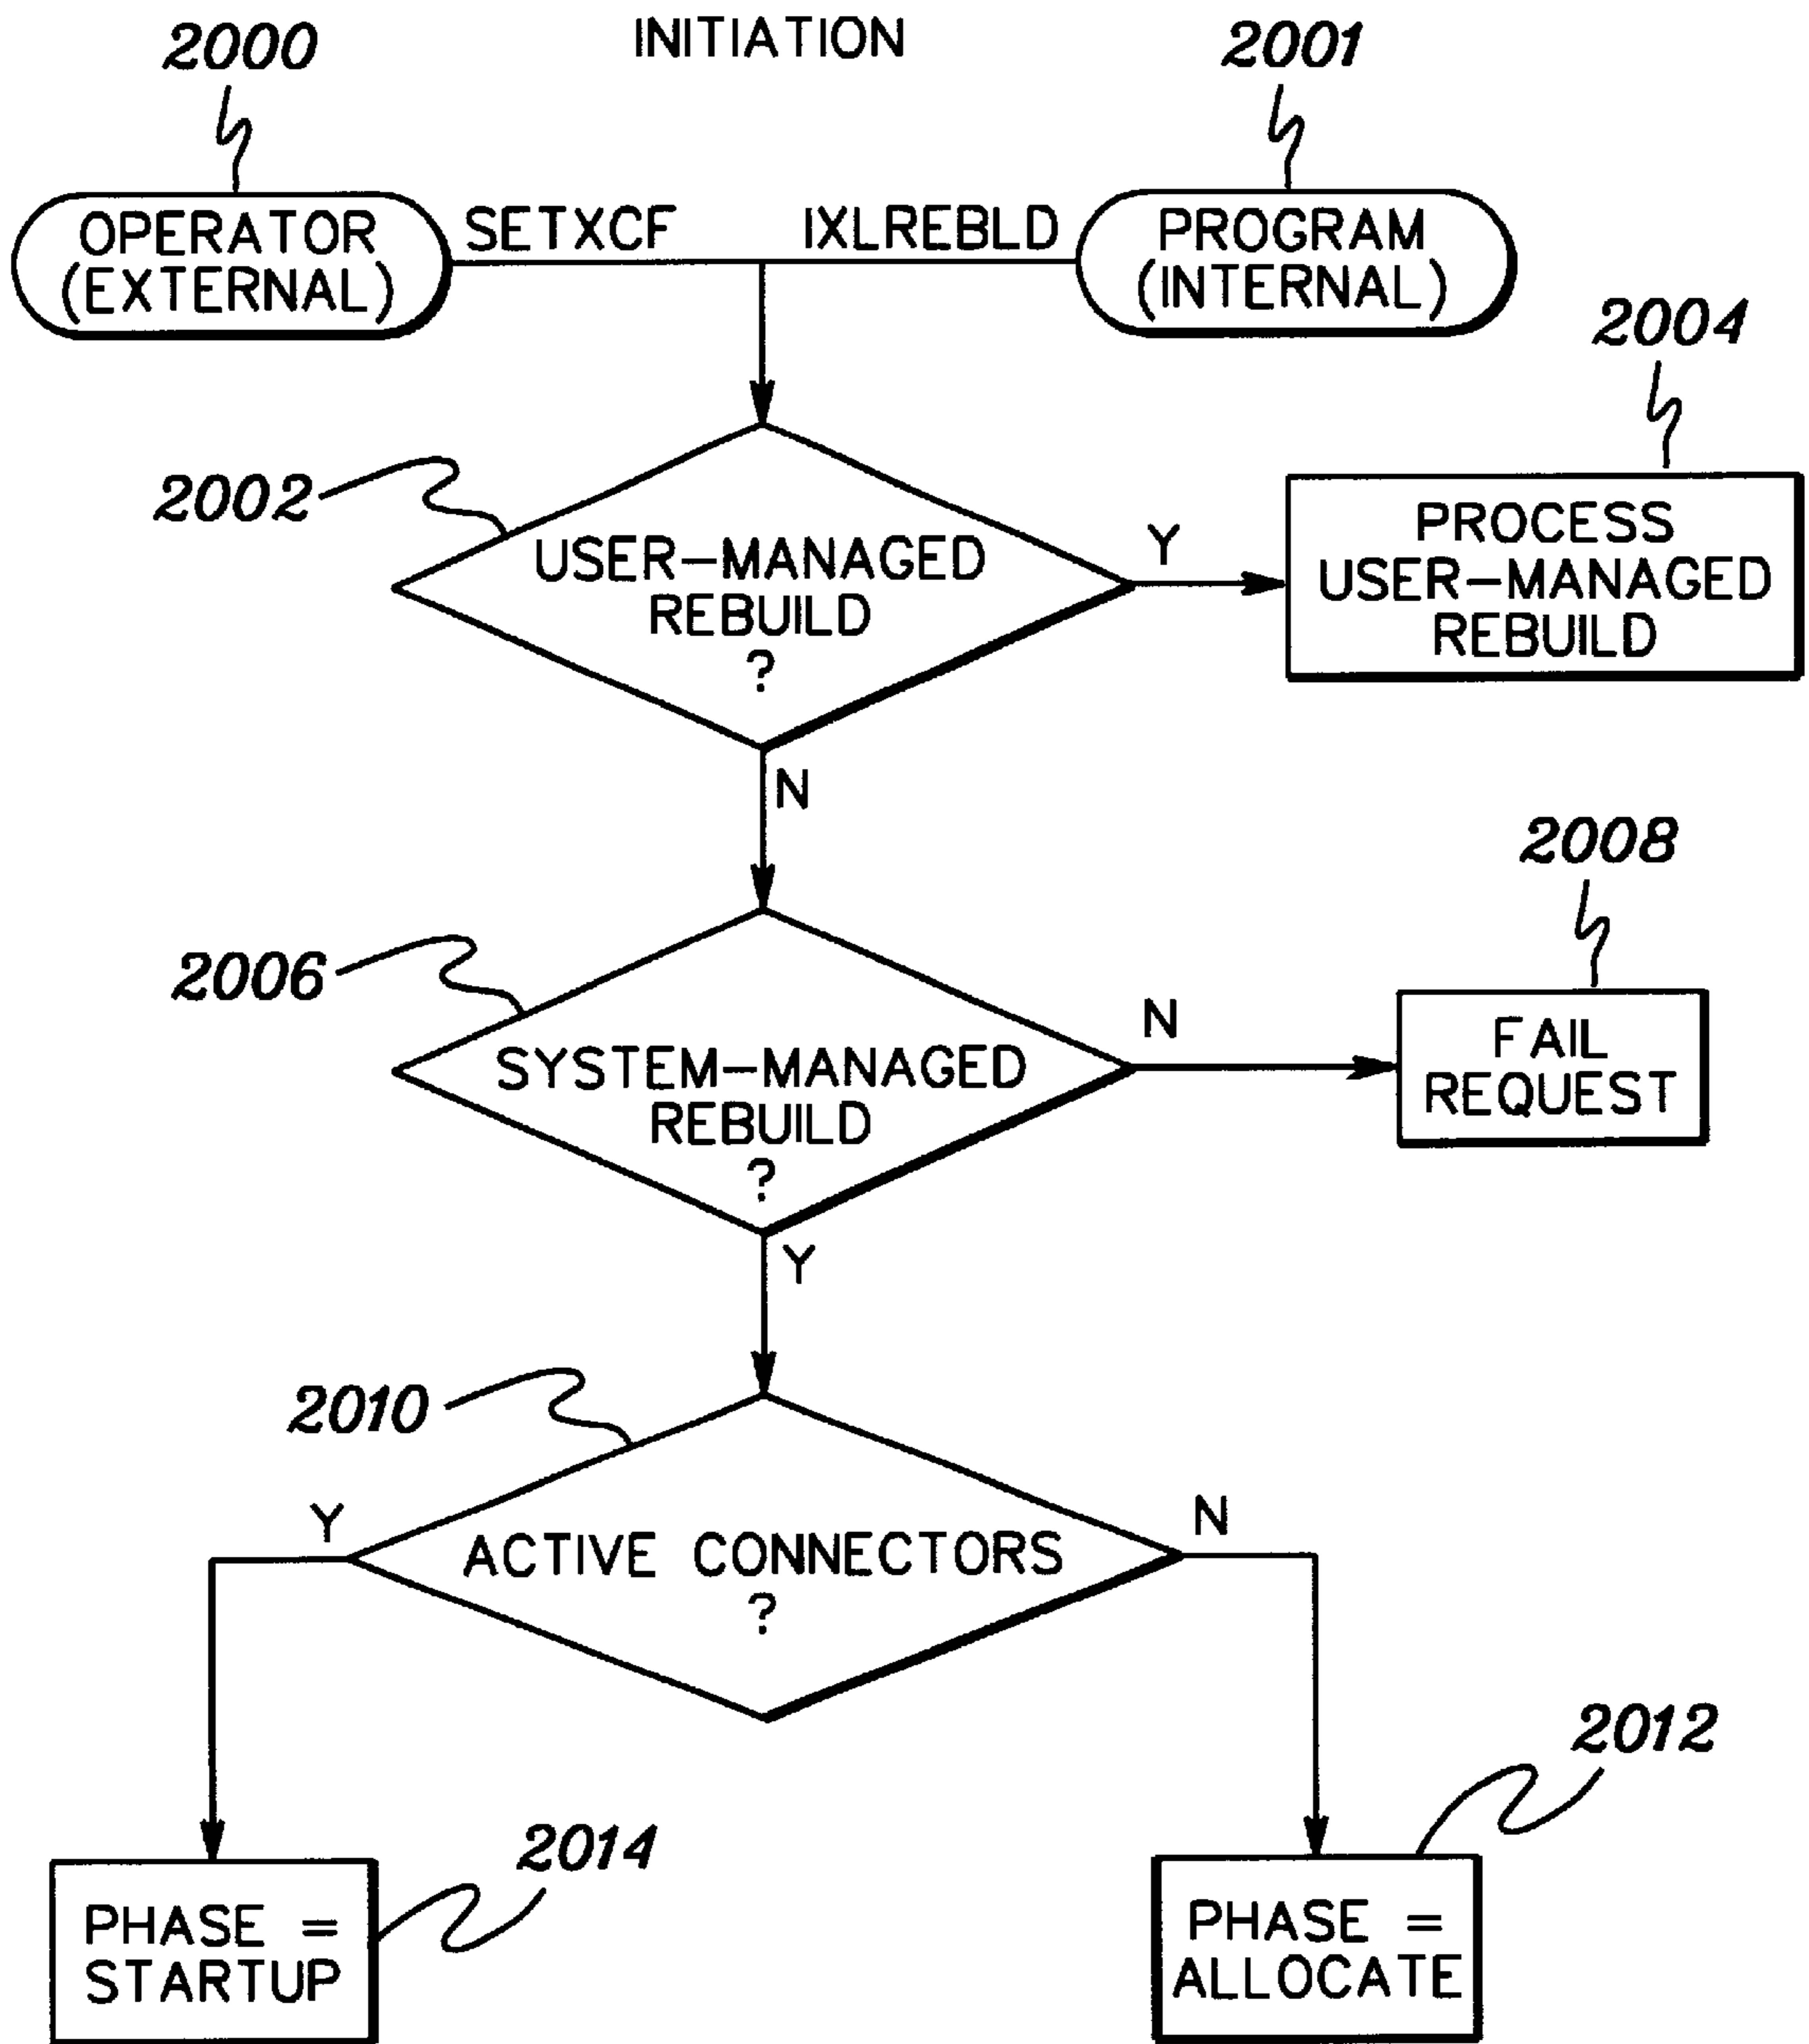 INITIATION
2000
2001
OPERATOR
(EXTERNAL)
SETXCF
IXLREBLD
PROGRAM
(INTERNAL)
2004
2002
USER-MANAGED
REBUILD
?
Y
PROCESS
USER-MANAGED
REBUILD
N
2008
2006
SYSTEM-MANAGED
REBUILD
?
N
FAIL
REQUEST
Y
2010
Y
ACTIVE CONNECTORS
?
N
2012
2014
PHASE =
STARTUP
PHASE =
ALLOCATE